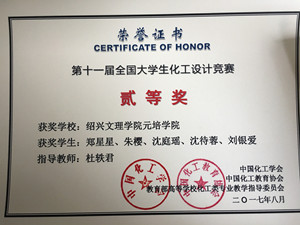 荣誉证书
CERTIFICATE OF HONOR
第十一届全国大学生化工设计竞赛
贰等奖
获奖学校：绍兴文理学院元培学院
获奖学生：郑星星、朱樱、沈庭瑶、沈待蓉、刘银爱
指导教师：杜轶君
中国化工学会
中国化工教育协会
教育部高等学校化工类专业教学指导委员会
二〇一七年八月